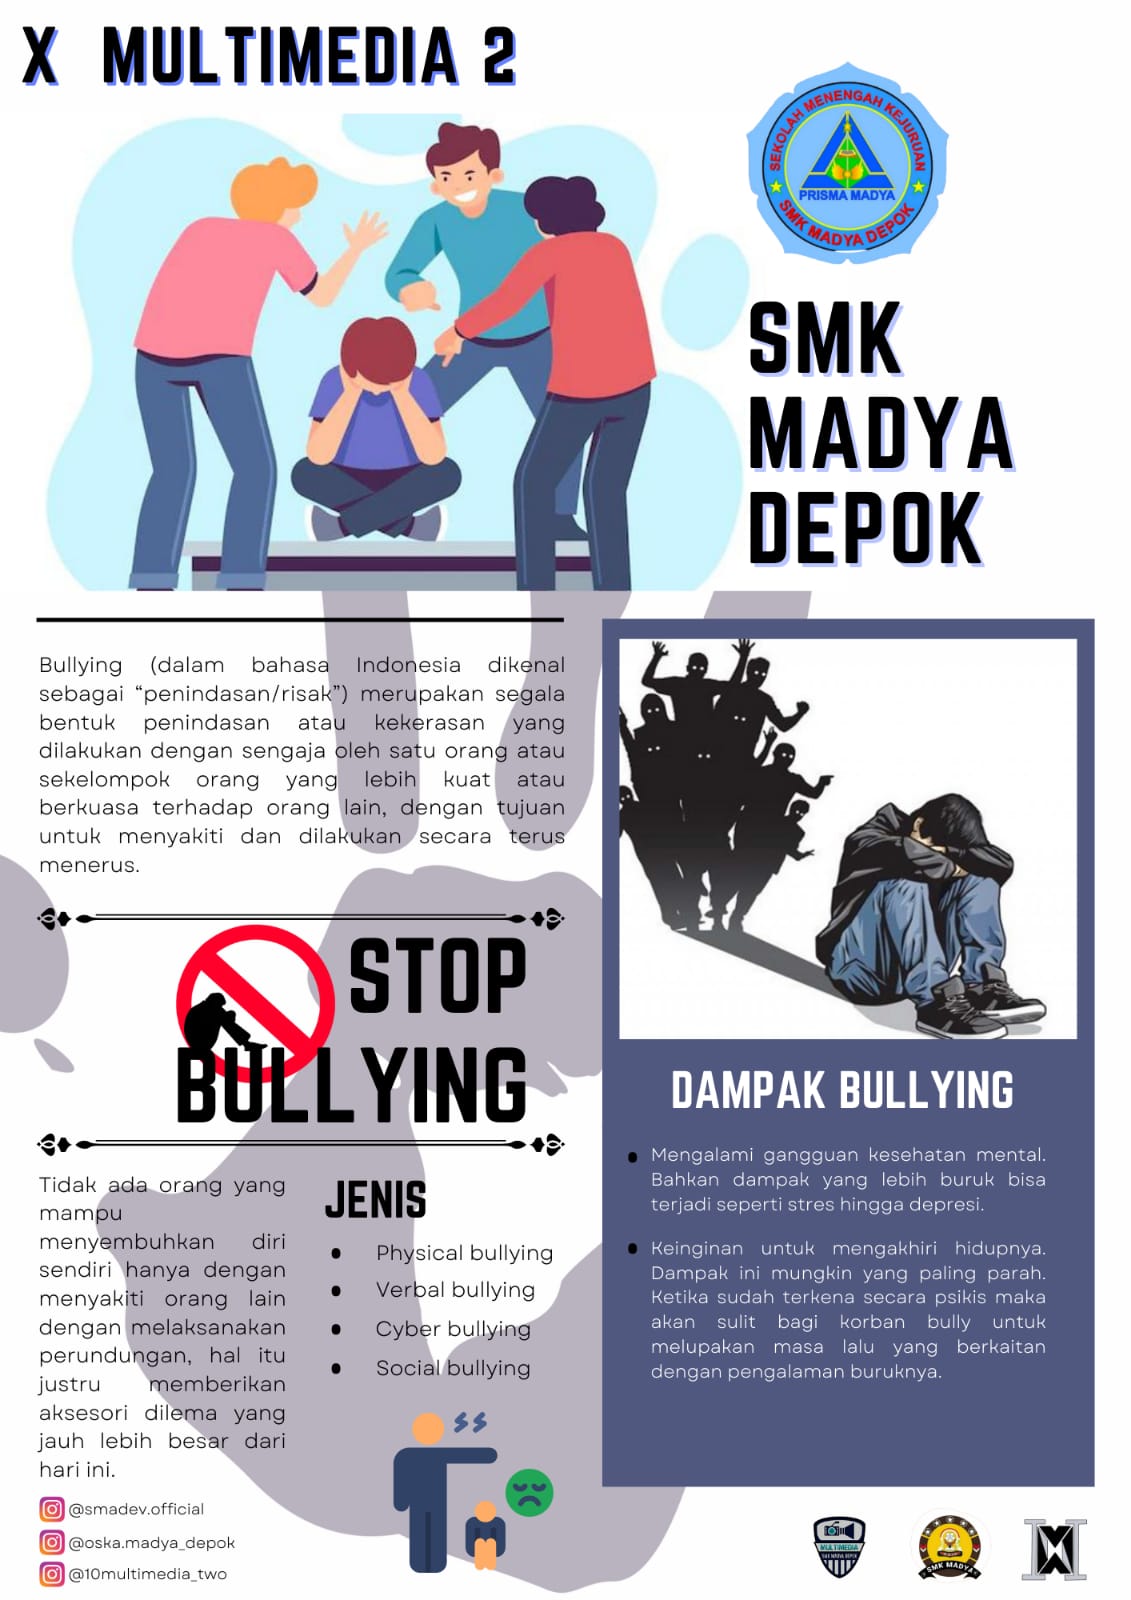 X MULTIMEDIA 2
SEKOLAH MENENGAH KEJURUAN
PRISMA MADYA
SMK MADYA DEPOK
SMK
MADYA
DEPOK
Bullying (dalam bahasa Indonesia dikenal
sebagai “penindasan/risak”) merupakan segala
bentuk penindasan atau kekerasan yang
dilakukan dengan sengaja oleh satu orang atau
sekelompok orang yang lebih kuat atau
berkuasa terhadap orang lain, dengan tujuan
untuk menyakiti dan dilakukan secara terus
menerus.
STOP
BULLYING
Tidak ada orang yang
mampu
menyembuhkan diri
sendiri hanya dengan
menyakiti orang lain
dengan melaksanakan
perundungan, hal itu
justru memberikan
aksesori dilema yang
jauh lebih besar dari
hari ini.
JENIS
• Physical bullying
• Verbal bullying
• Cyber bullying
• Social bullying
@smadev.official
@oska.madya_depok
@10multimedia_two
DAMPAK BULLYING
• Mengalami gangguan kesehatan mental.
Bahkan dampak yang lebih buruk bisa
terjadi seperti stres hingga depresi.
• Keinginan untuk mengakhiri hidupnya.
Dampak ini mungkin yang paling parah.
Ketika sudah terkena secara psikis maka
akan sulit bagi korban bully untuk
melupakan masa lalu yang berkaitan
dengan pengalaman buruknya.
MULTIMEDIA
SMK MADYA DEPOK
SMK MADYA